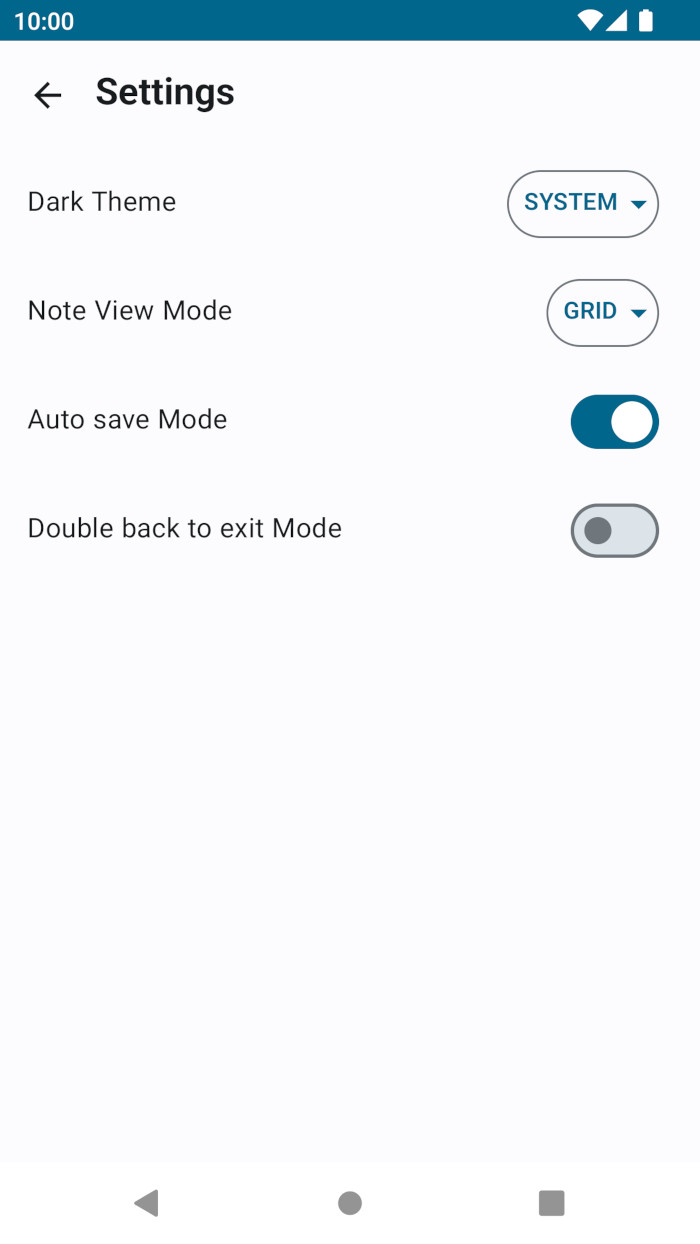 10:00
Settings
Dark Theme
SYSTEM
Note View Mode
GRID
Auto save Mode
Double back to exit Mode